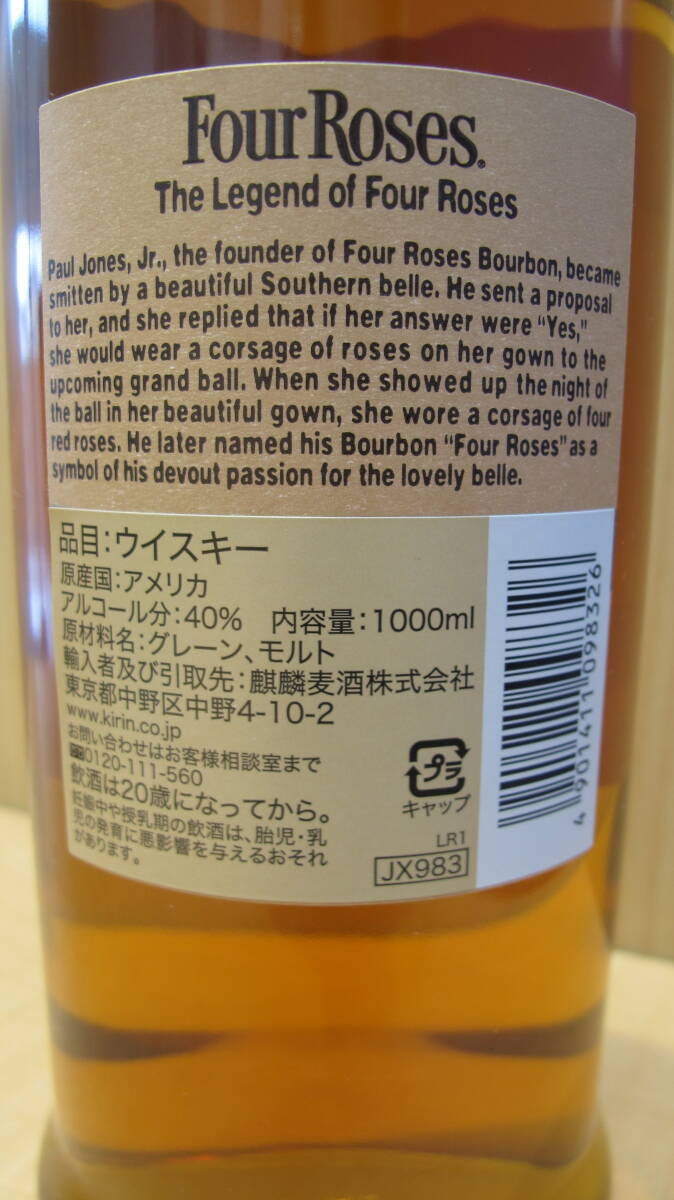 Four Roses.
The Legend of Four Roses
Paul Jones, Jr., the founder of Four Roses Bourbon, became
smitten by a beautiful Southern belle. He sent a proposal
to her, and she replied that if her answer were “Yes,”
she would wear a corsage of roses on her gown to the
upcoming grand ball. When she showed up the night of
the ball in her beautiful gown, she wore a corsage of four
red roses. He later named his Bourbon “Four Roses” as a
symbol of his devout passion for the lovely belle.
品目:ウイスキー
原産国:アメリカ
アルコール分:40% 内容量:1000ml
原材料名:グレーン、モルト
輸入者及び引取先:麒麟麦酒株式会社
東京都中野区中野4-10-2
www.kirin.co.jp
お問い合わせはお客様相談室まで
0120-111-560
飲酒は20歳になってから。
妊娠中や授乳期の飲酒は、胎児・乳
児の発育に悪影響を与えるおそれ
があります。
プラ
キャップ
LR1
JX983
4 901411 098326